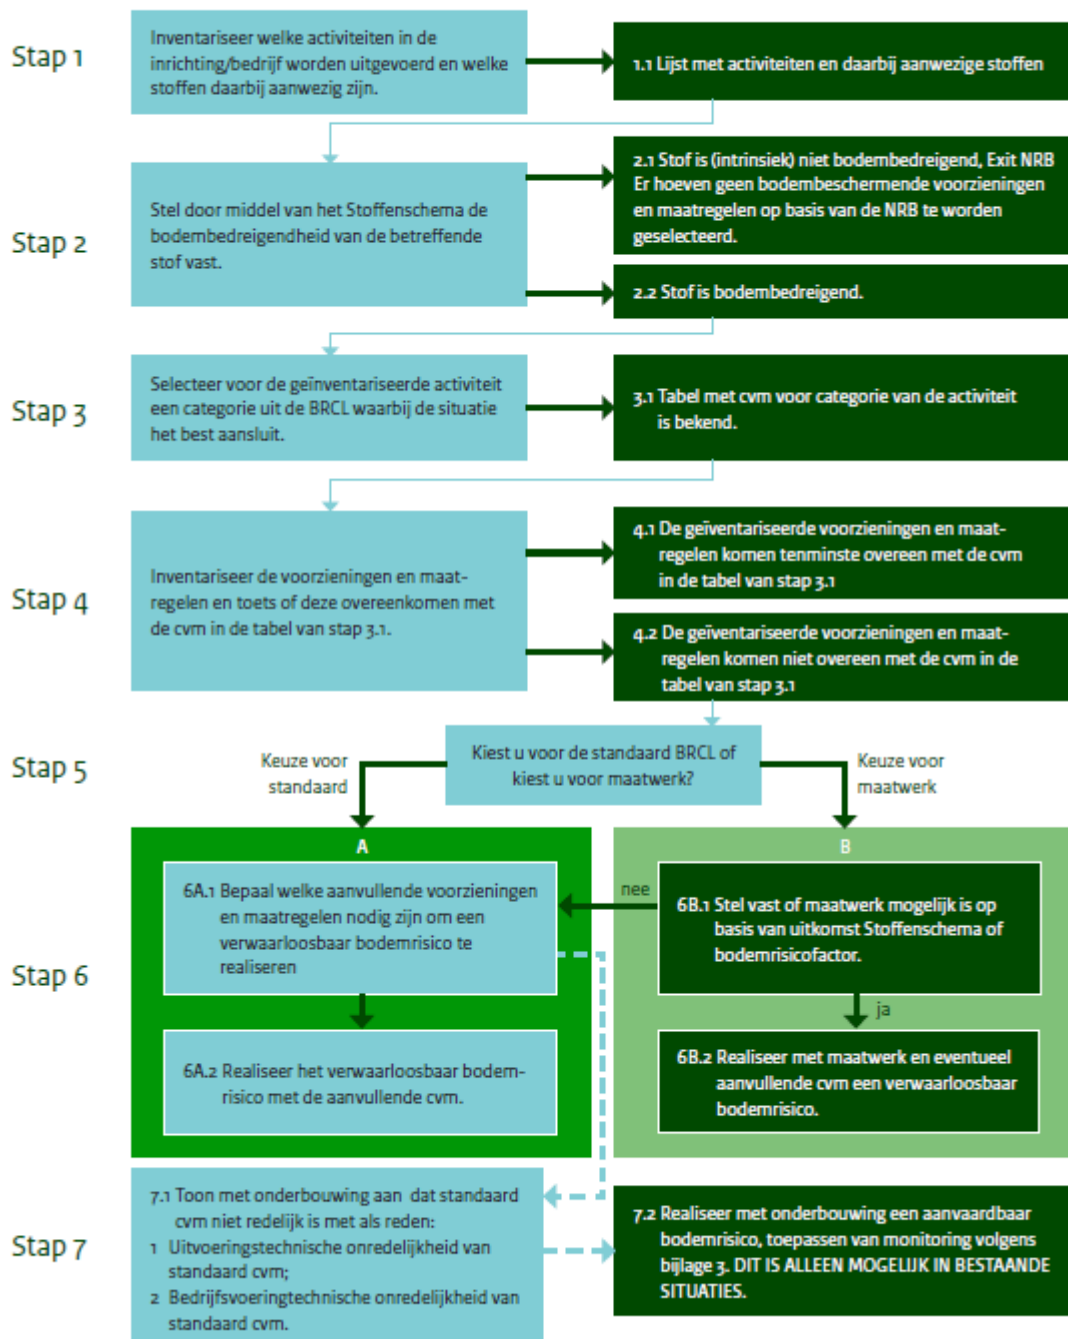 Stap 1
Inventariseer welke activiteiten in de
inrichting/bedrijf worden uitgevoerd en welke
stoffen daarbij aanwezig zijn.
1.1 Lijst met activiteiten en daarbij aanwezige stoffen
Stap 2
Stel door middel van het Stoffenschema de
bodembedreigendheid van de betreffende
stof vast.
2.1 Stof is (intrinsiek) niet bodembedreigend, Exit NRB
Er hoeven geen bodembeschermende voorzieningen
en maatregelen op basis van de NRB te worden
geselecteerd.
2.2 Stof is bodembedreigend.
Stap 3
Selecteer voor de geïnventariseerde activiteit
een categorie uit de BRCL waarbij de situatie
het best aansluit.
3.1 Tabel met cvm voor categorie van de activiteit
is bekend.
Stap 4
Inventariseer de voorzieningen en maat-
regelen en toets of deze overeenkomen met
de cvm in de tabel van stap 3.1.
4.1 De geïventariseerde voorzieningen en maat-
regelen komen tenminste overeen met de cvm
in de tabel van stap 3.1
4.2 De geïventariseerde voorzieningen en maat-
regelen komen niet overeen met de cvm in de
tabel van stap 3.1
Stap 5
Keuze voor
standaard
Kiest u voor de standaard BRCL of
kiest u voor maatwerk?
Keuze voor
maatwerk
Stap 6
A
6A.1 Bepaal welke aanvullende voorzieningen
en maatregelen nodig zijn om een
verwaarloosbaar bodemrisico te
realiseren
6A.2 Realiseer het verwaarloosbaar bodem-
risico met de aanvullende cvm.
nee
B
6B.1 Stel vast of maatwerk mogelijk is op
basis van uitkomst Stoffenschema of
bodemrisicofactor.
ja
6B.2 Realiseer met maatwerk en eventueel
aanvullende cvm een verwaarloosbaar
bodemrisico.
Stap 7
7.1 Toon met onderbouwing aan dat standaard
cvm niet redelijk is met als reden:
1 Uitvoeringstechnische onredelijkheid van
standaard cvm;
2 Bedrijfsvoeringtechnische onredelijkheid van
standaard cvm.
7.2 Realiseer met onderbouwing een aanvaardbaar
bodemrisico, toepassen van monitoring volgens
bijlage 3. DIT IS ALLEEN MOGELIJK IN BESTAANDE
SITUATIES.